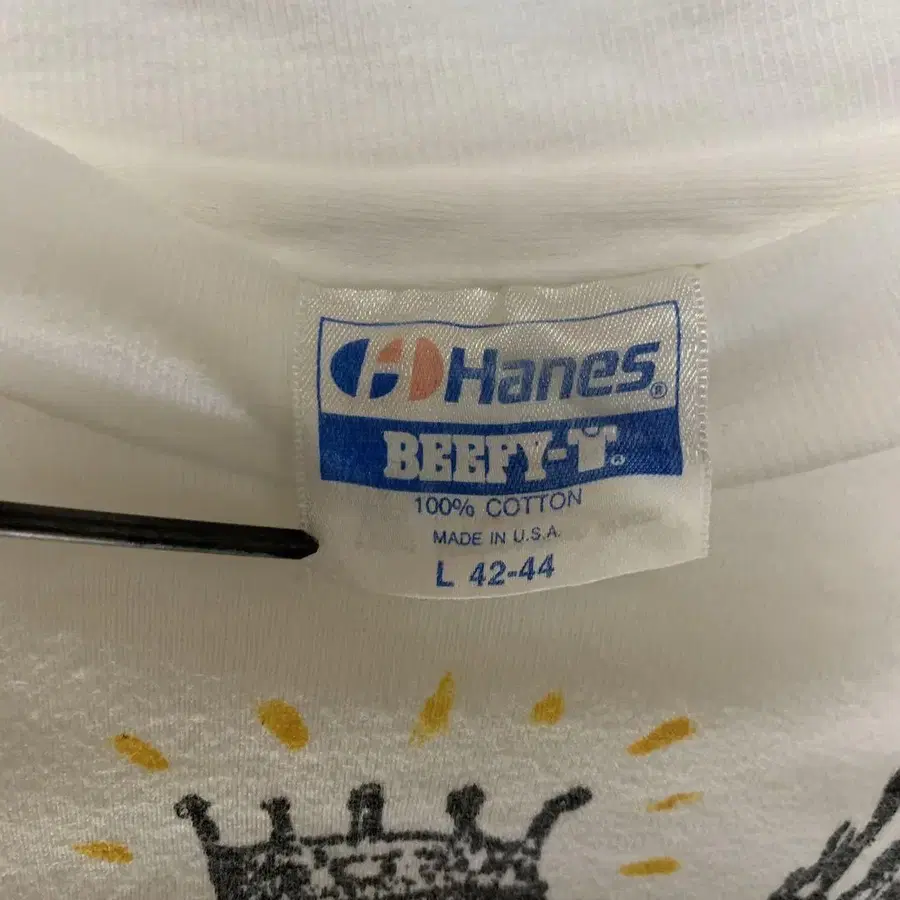 Hanes®
BEEFY-T®
100% COTTON
MADE IN U.S.A.
L 42-44